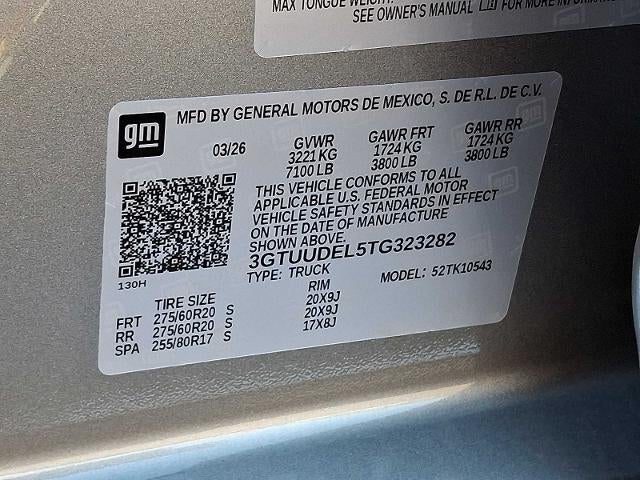 MAX TONGUE WEIGHT:
SEE OWNER'S MANUAL FOR MORE INFORMATION
gm
MFD BY GENERAL MOTORS DE MEXICO, S. DE R.L. DE C.V.
03/26 GVWR GAWR FRT GAWR RR
3221 KG 1724 KG 1724 KG
7100 LB 3800 LB 3800 LB
THIS VEHICLE CONFORMS TO ALL
APPLICABLE U.S. FEDERAL MOTOR
VEHICLE SAFETY STANDARDS IN EFFECT
ON THE DATE OF MANUFACTURE
SHOWN ABOVE.
3GTUUDEL5TG323282
TYPE: TRUCK MODEL: 52TK10543
130H
TIRE SIZE RIM
FRT 275/60R20 S 20X9J
RR 275/60R20 S 20X9J
SPA 255/80R17 S 17X8J